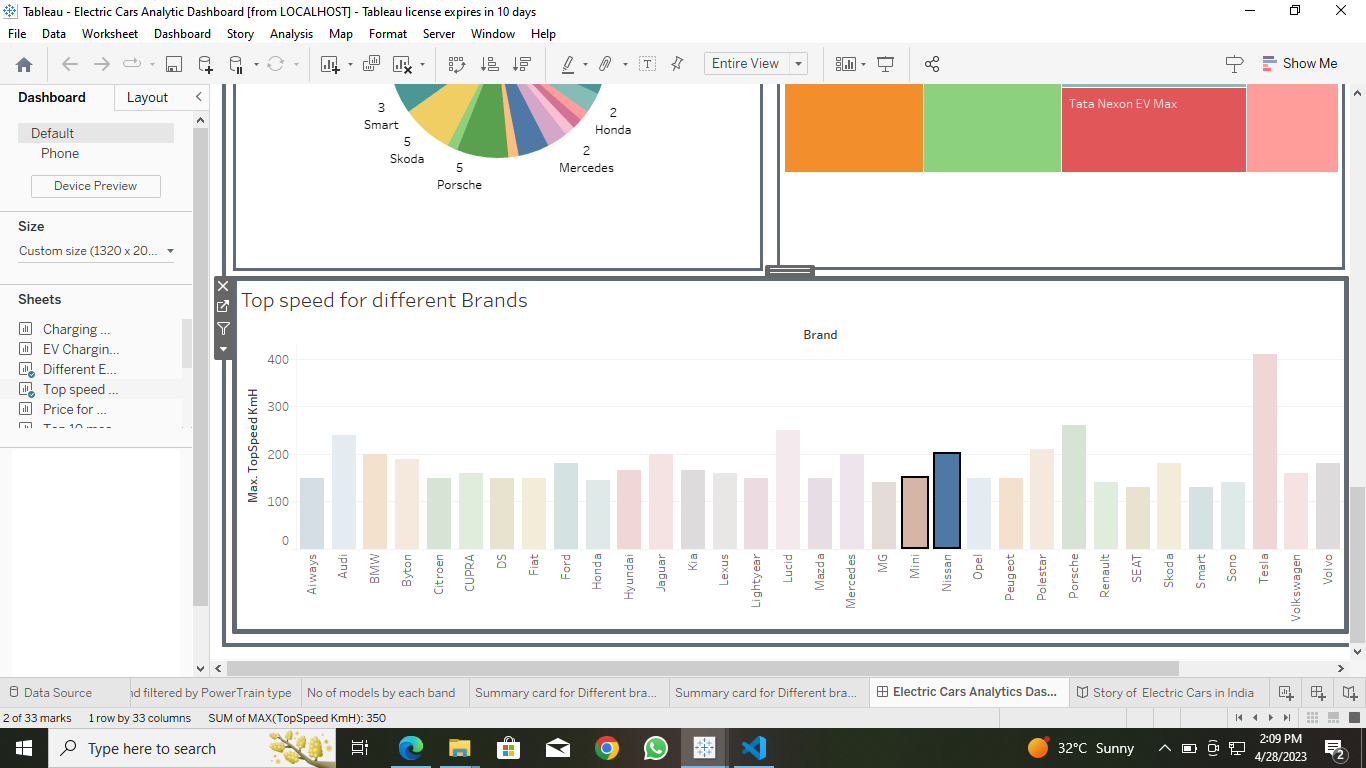 Tableau - Electric Cars Analytic Dashboard [from LOCALHOST] - Tableau license expires in 10 days
File Data Worksheet Dashboard Story Analysis Map Format Server Window Help
Entire View
Show Me
Dashboard Layout
Default
Phone
Device Preview
Size
Custom size (1320 x 20...
Sheets
Charging ...
EV Chargin...
Different E...
Top speed ...
Price for ...
3
Smart
5
Skoda
5
Porsche
2
Mercedes
2
Honda
Tata Nexon EV Max
Top speed for different Brands
Brand
Max. TopSpeed KmH
400
300
200
100
0
Aiways Audi BMW Byton Citroen CUPRA DS Fiat Ford Honda Hyundai Jaguar Kia Lexus Lightyear Lucid Mazda Mercedes MG Mini Nissan Opel Peugeot Polestar Porsche Renault SEAT Skoda Smart Sono Tesla Volkswagen Volvo
Data Source filtered by PowerTrain type No of models by each band Summary card for Different bra... Summary card for Different bra... Electric Cars Analytics Das... Story of Electric Cars in India
2 of 33 marks 1 row by 33 columns SUM of MAX(TopSpeed KmH): 350
Type here to search
32°C Sunny
2:09 PM
4/28/2023
2